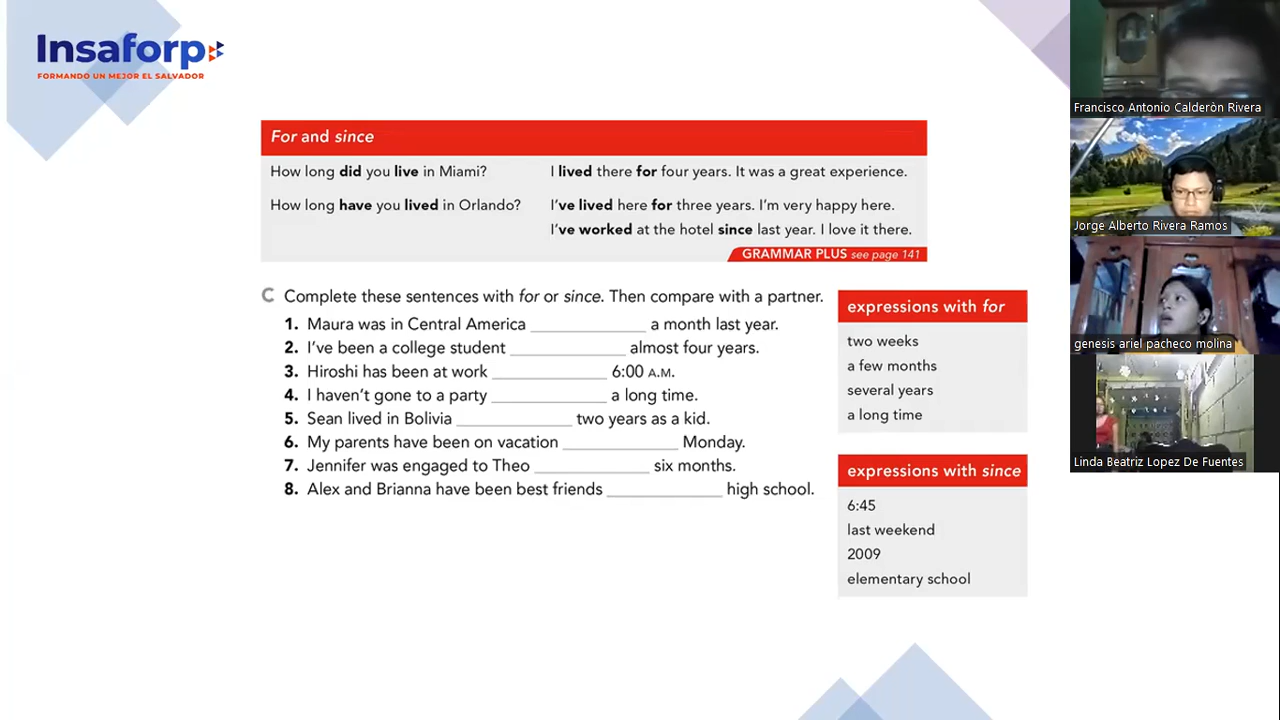 Insaforp
FORMANDO UN MEJOR EL SALVADOR
For and since
How long did you live in Miami?
I lived there for four years. It was a great experience.
How long have you lived in Orlando?
I've lived here for three years. I'm very happy here.
I've worked at the hotel since last year. I love it there.
GRAMMAR PLUS see page 141
C Complete these sentences with for or since. Then compare with a partner.
1. Maura was in Central America ____________ a month last year.
2. I've been a college student ____________ almost four years.
3. Hiroshi has been at work ____________ 6:00 A.M.
4. I haven't gone to a party ____________ a long time.
5. Sean lived in Bolivia ____________ two years as a kid.
6. My parents have been on vacation ____________ Monday.
7. Jennifer was engaged to Theo ____________ six months.
8. Alex and Brianna have been best friends ____________ high school.
expressions with for
two weeks
a few months
several years
a long time
expressions with since
6:45
last weekend
2009
elementary school
Francisco Antonio Calderòn Rivera
Jorge Alberto Rivera Ramos
genesis ariel pacheco molina
Linda Beatriz Lopez De Fuentes